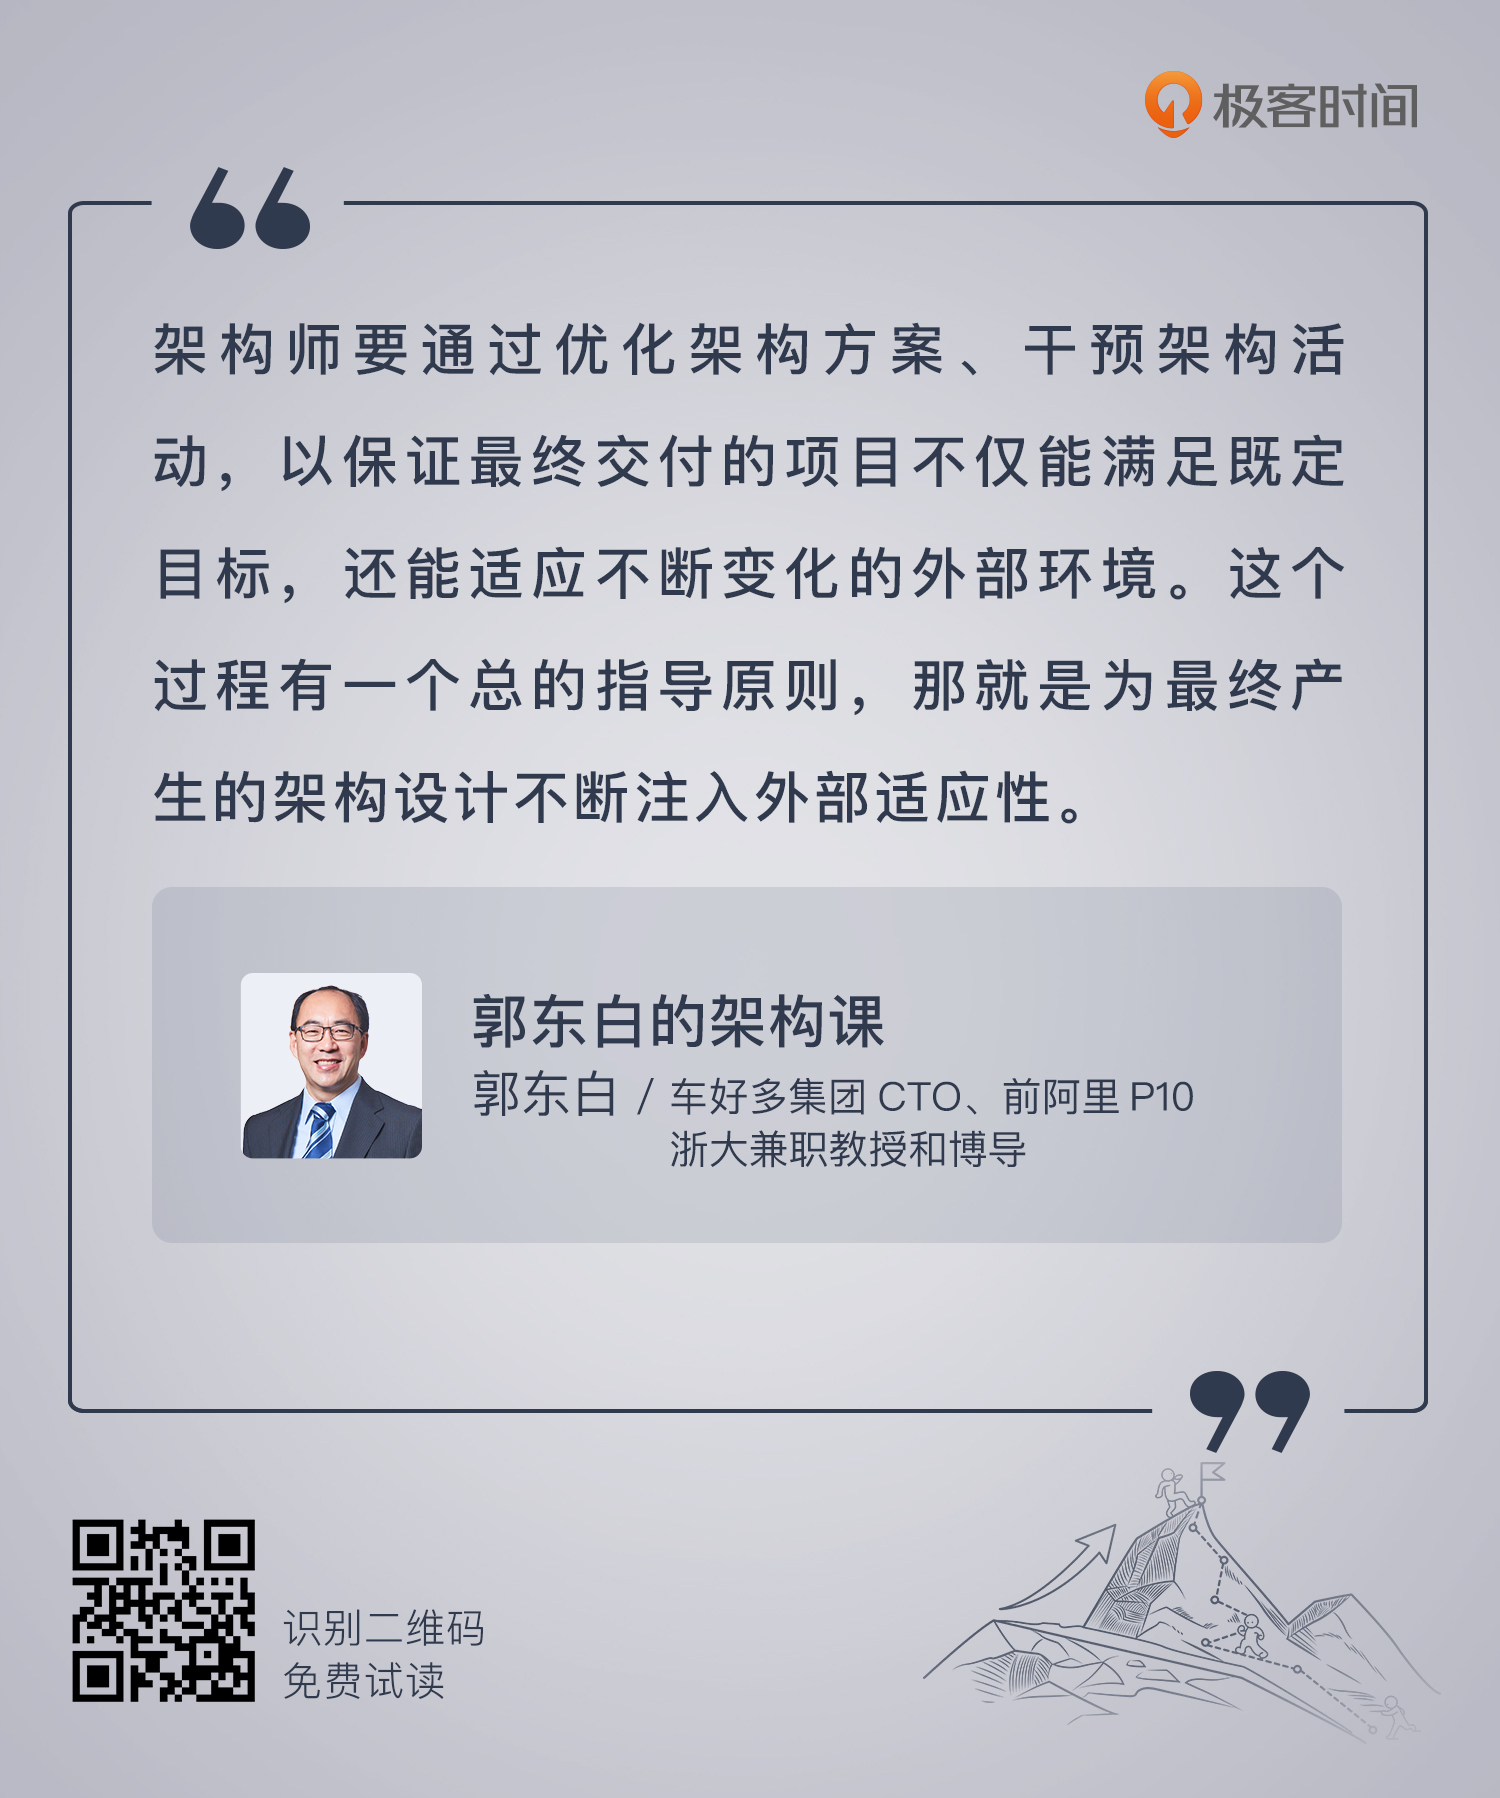 极客时间
架构师要通过优化架构方案、干预架构活
动，以保证最终交付的项目不仅能满足既定
目标，还能适应不断变化的外部环境。这个
过程有一个总的指导原则，那就是为最终产
生的架构设计不断注入外部适应性。
郭东白的架构课
郭东白 / 车好多集团 CTO、前阿里 P10
浙大兼职教授和博导
识别二维码
免费试读